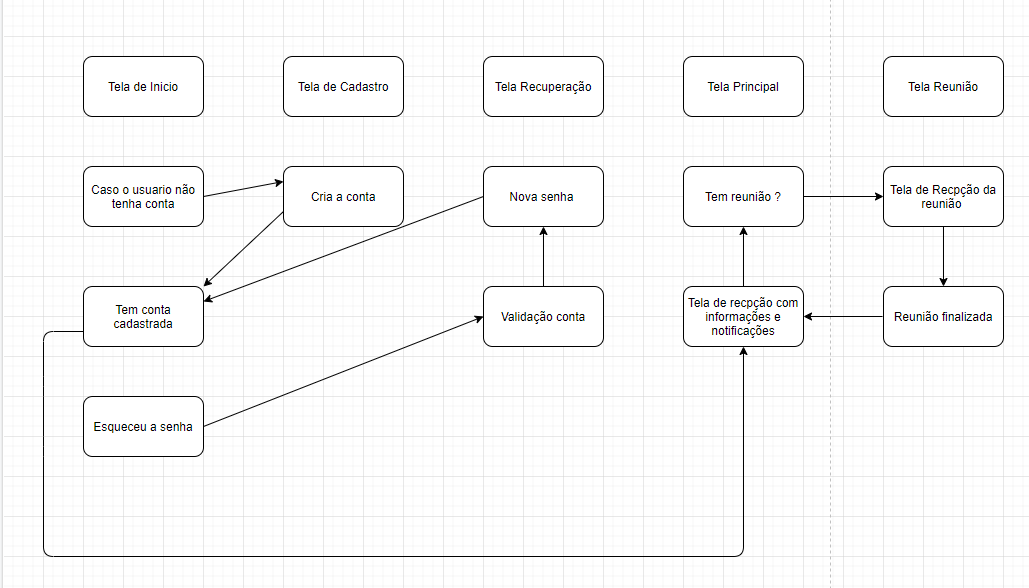 Tela de Inicio
Tela de Cadastro
Tela Recuperação
Tela Principal
Tela Reunião
Caso o usuario não
tenha conta
Cria a conta
Nova senha
Tem reunião ?
Tela de Recpção da
reunião
Tem conta
cadastrada
Validação conta
Tela de recpção com
informações e
notificações
Reunião finalizada
Esqueceu a senha